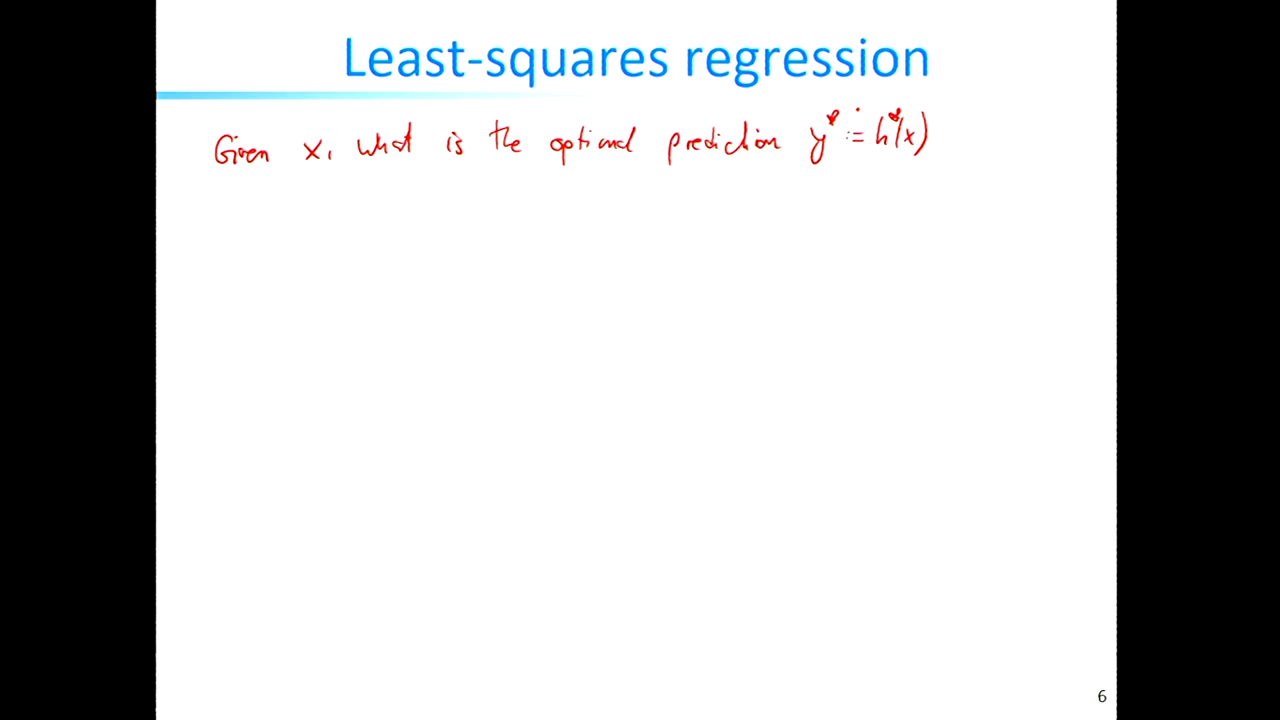 Least-squares regression
Given x, what is the optimal prediction y* := h*(x)
6